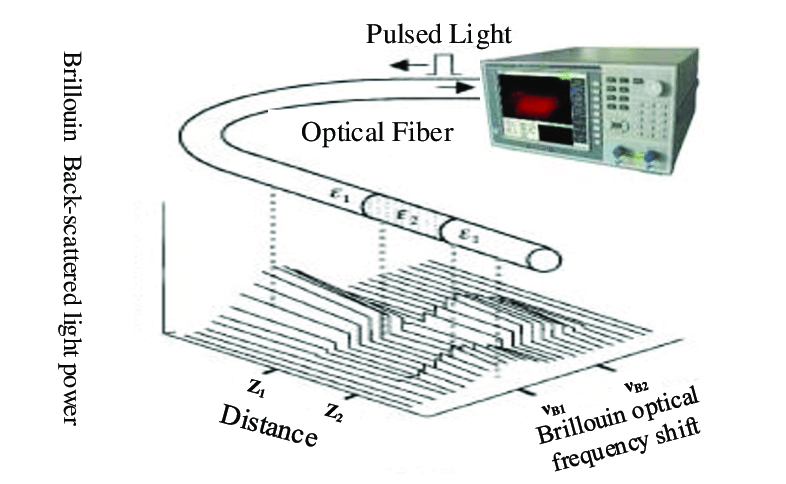 Pulsed Light
Optical Fiber
Brillouin Back-scattered light power
ε1
ε2
ε3
Z1
Z2
Distance
νB1
νB2
Brillouin optical
frequency shift